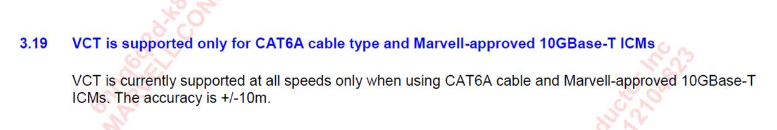 3.19 VCT is supported only for CAT6A cable type and Marvell-approved 10GBase-T ICMs
VCT is currently supported at all speeds only when using CAT6A cable and Marvell-approved 10GBase-T
ICMs. The accuracy is +/-10m.